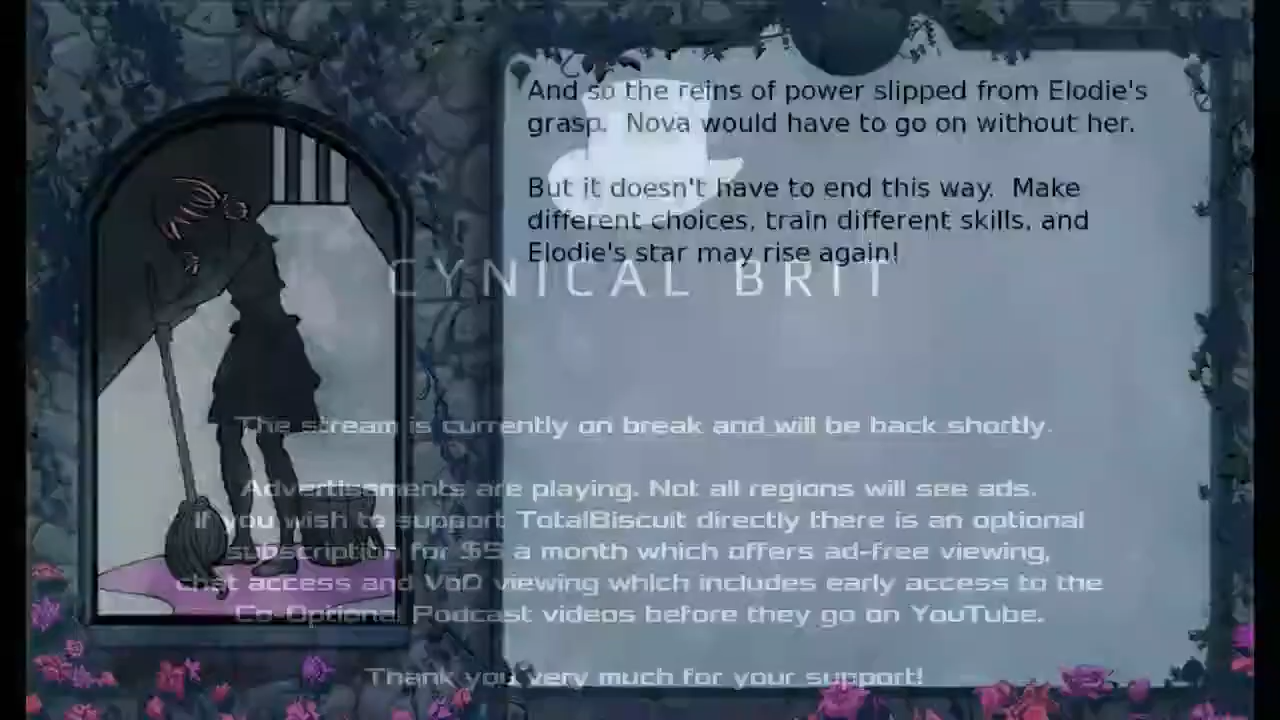 And so the reins of power slipped from Elodie's
grasp.  Nova would have to go on without her.
But it doesn't have to end this way.  Make
different choices, train different skills, and
Elodie's star may rise again!
CYNICAL BRIT
The stream is currently on break and will be back shortly.
Advertisements are playing. Not all regions will see ads.
If you wish to support TotalBiscuit directly there is an optional
subscription for $5 a month which offers ad-free viewing,
chat access and VoD viewing which includes early access to the
Co-Optional Podcast videos before they go on YouTube.
Thank you very much for your support!